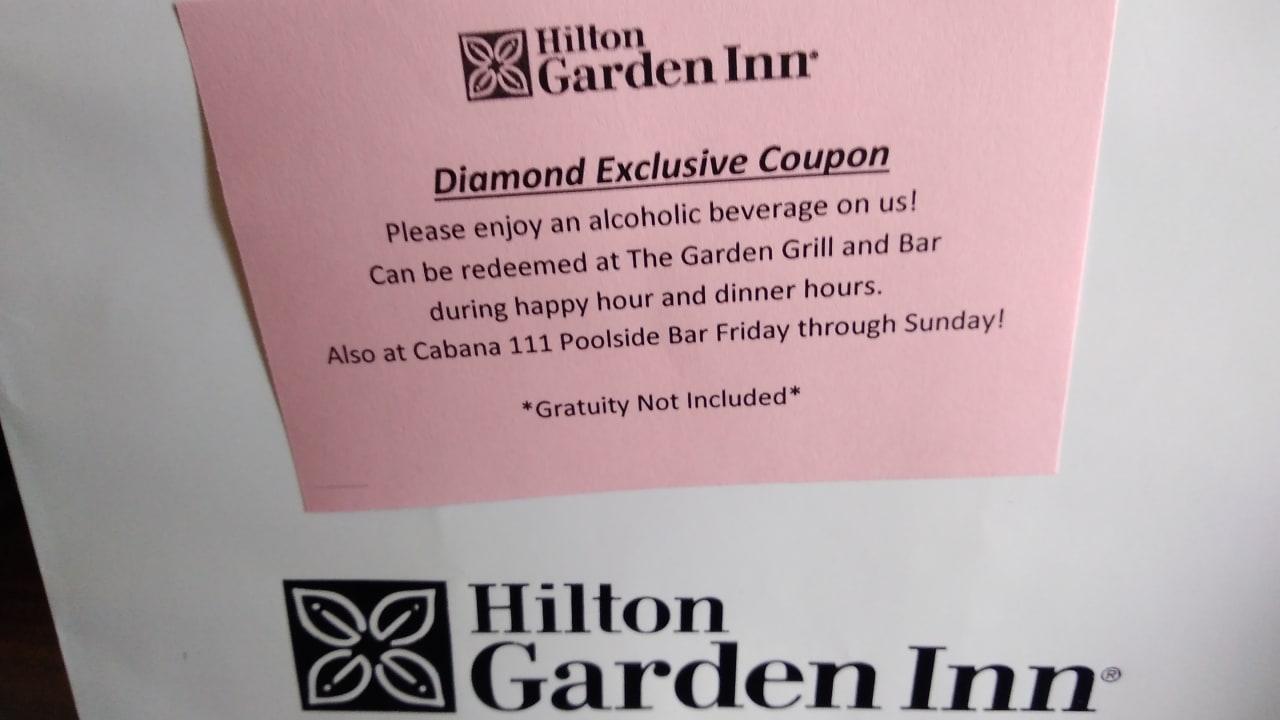 Hilton
Garden Inn
Diamond Exclusive Coupon
Please enjoy an alcoholic beverage on us!
Can be redeemed at The Garden Grill and Bar
during happy hour and dinner hours.
Also at Cabana 111 Poolside Bar Friday through Sunday!
*Gratuity Not Included*
Hilton
Garden Inn®